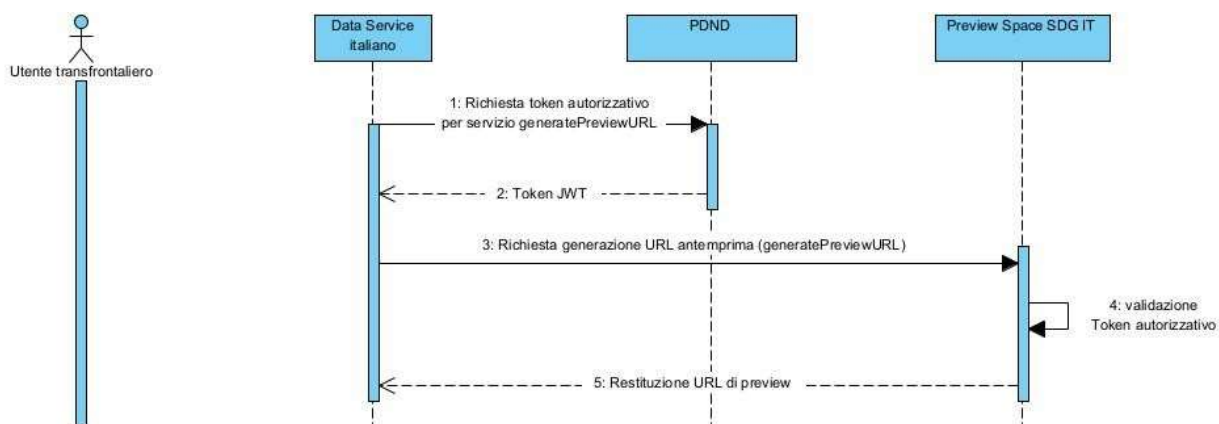 Utente transfrontaliero
Data Service
italiano
PDND
Preview Space SDG IT
1: Richiesta token autorizzativo
per servizio generatePreviewURL
2: Token JWT
3: Richiesta generazione URL antemprima (generatePreviewURL)
4: validazione
Token autorizzativo
5: Restituzione URL di preview